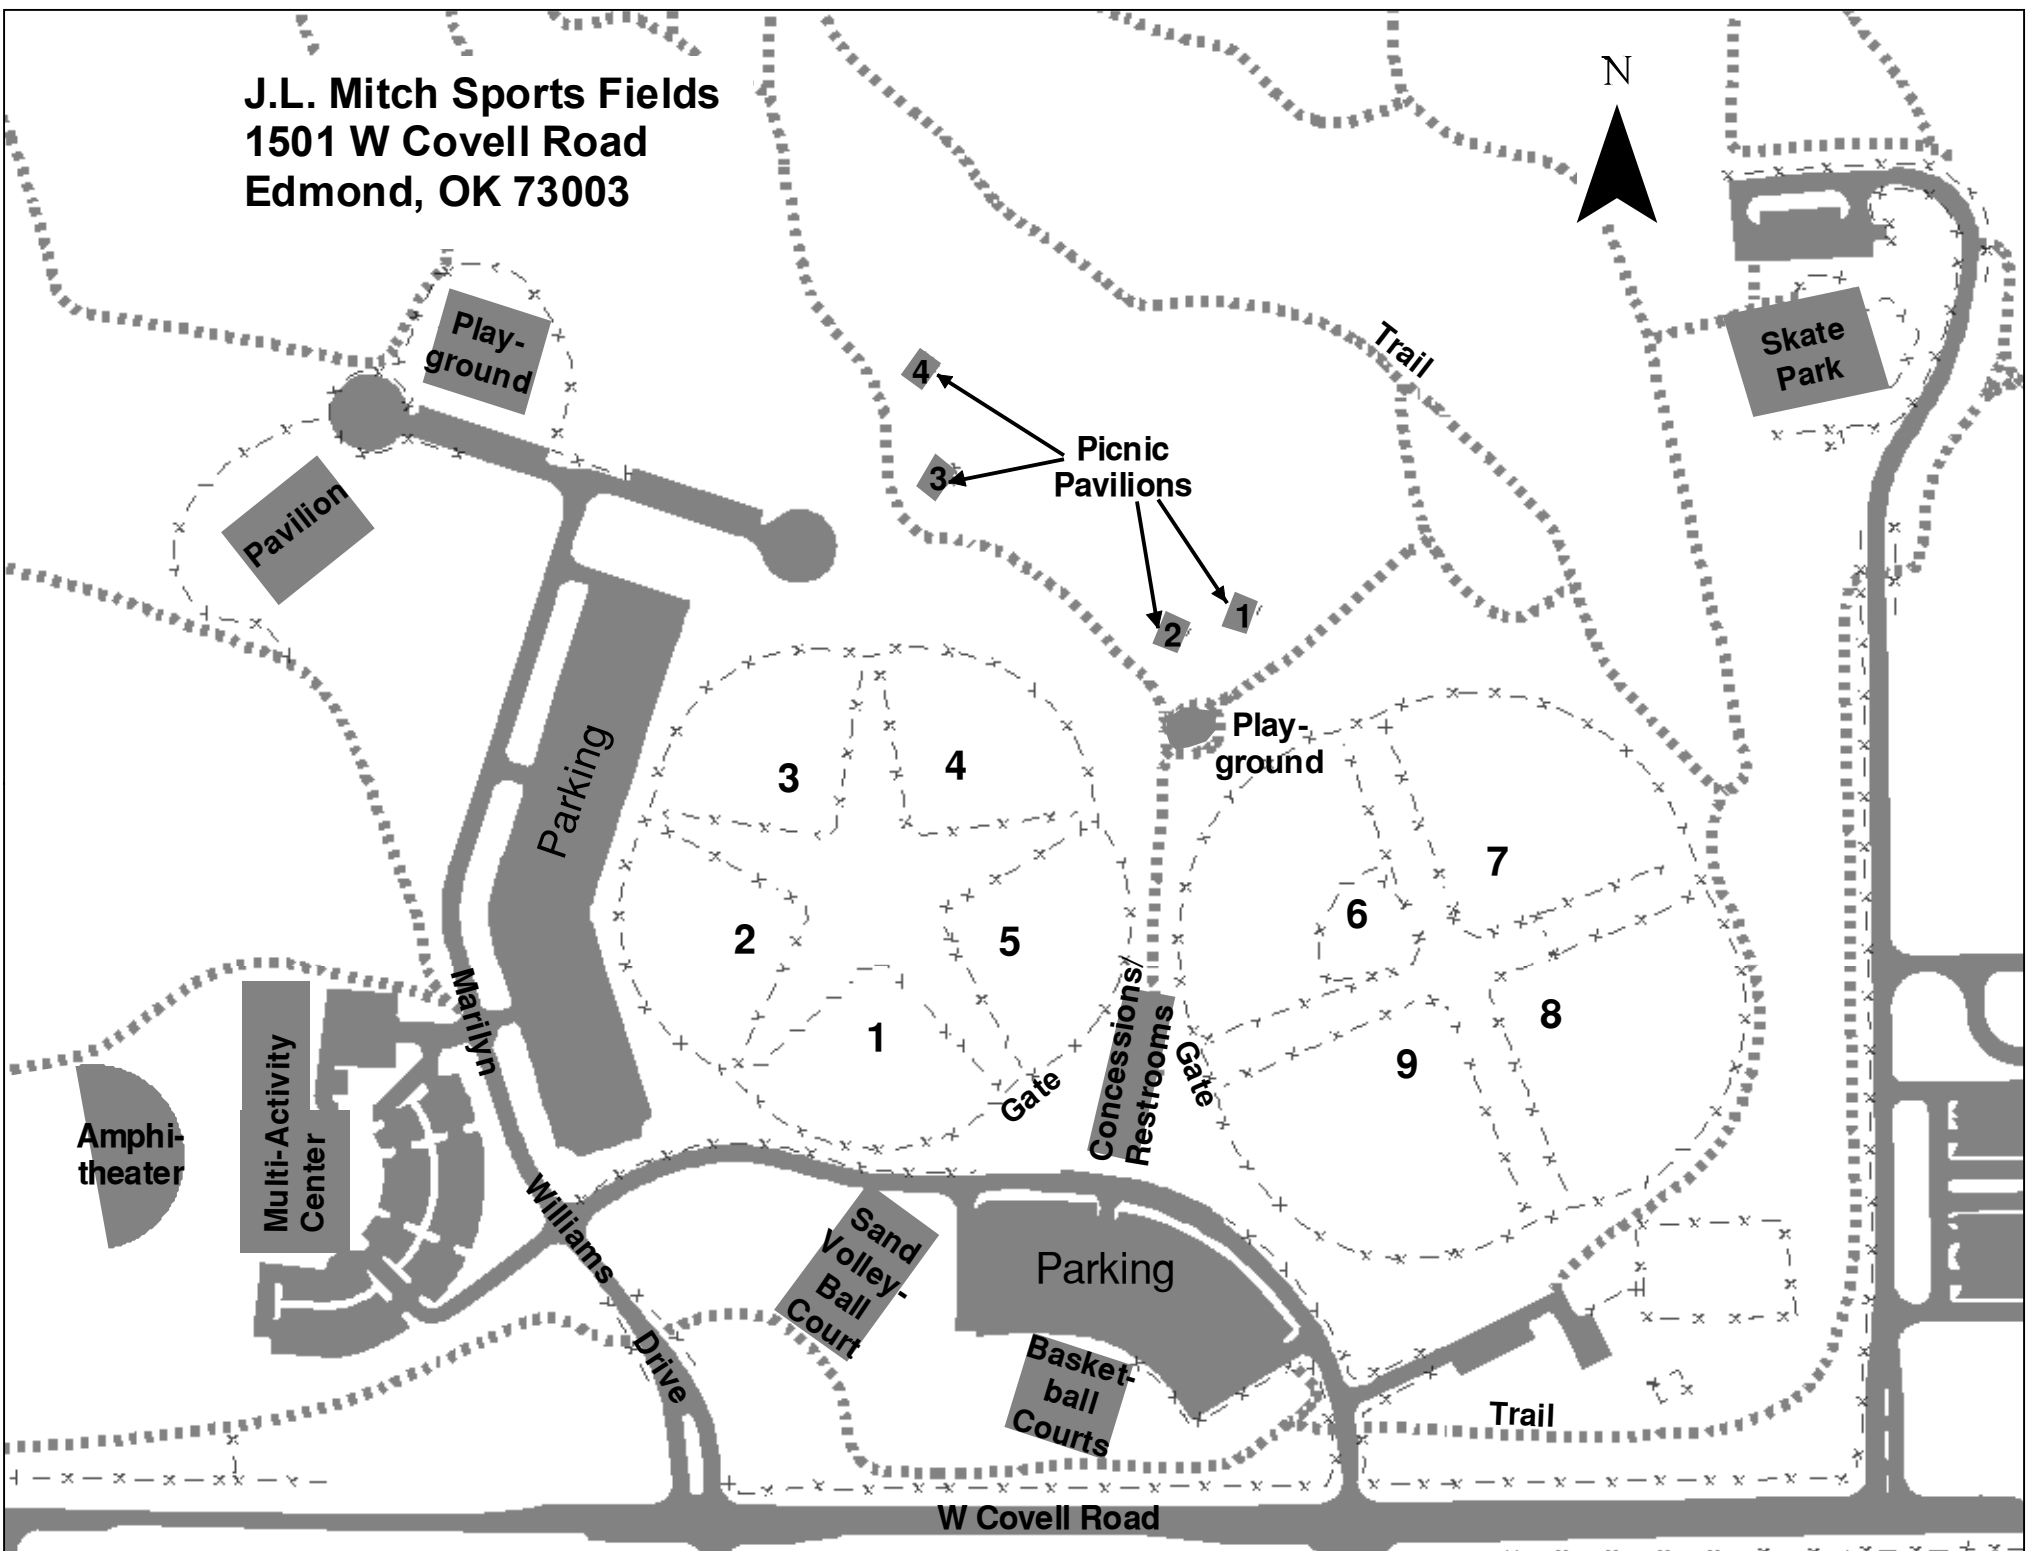 J.L. Mitch Sports Fields
1501 W Covell Road
Edmond, OK 73003
N
Play-
ground
Skate
Park
Trail
4
Picnic
Pavilions
3
Pavilion
1
2
Play-
ground
Parking
3
4
7
6
2
5
8
1
9
Gate
Concessions/
Restrooms
Gate
Marilyn
Williams
Drive
Multi-Activity
Center
Amphi-
theater
Sand
Volley-
Ball
Court
Parking
Basket-
ball
Courts
Trail
W Covell Road